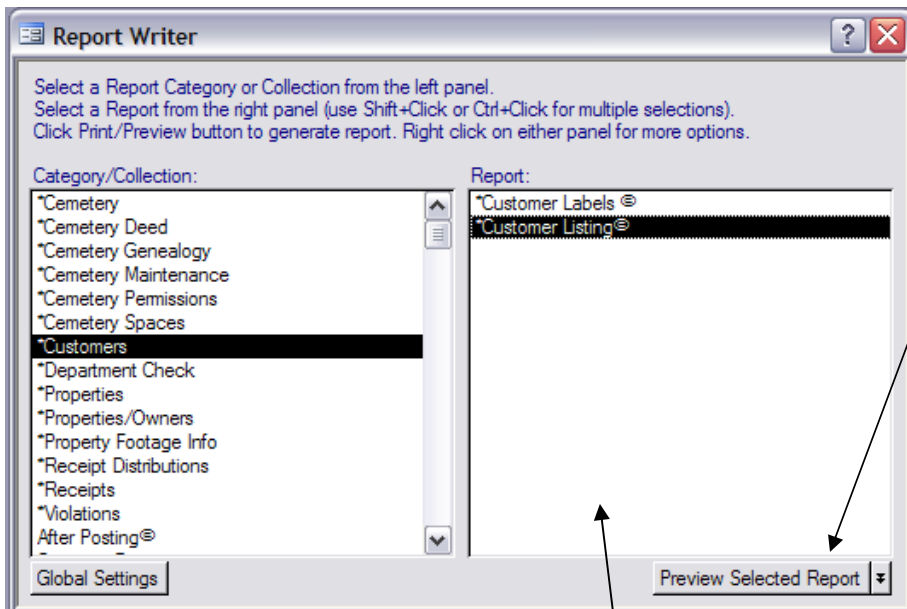 Report Writer
Select a Report Category or Collection from the left panel.
Select a Report from the right panel (use Shift+Click or Ctrl+Click for multiple selections).
Click Print/Preview button to generate report. Right click on either panel for more options.
Category/Collection:
*Cemetery
*Cemetery Deed
*Cemetery Genealogy
*Cemetery Maintenance
*Cemetery Permissions
*Cemetery Spaces
*Customers
*Department Check
*Properties
*Properties/Owners
*Property Footage Info
*Receipt Distributions
*Receipts
*Violations
After Posting
Report:
*Customer Labels
*Customer Listing
Global Settings
Preview Selected Report